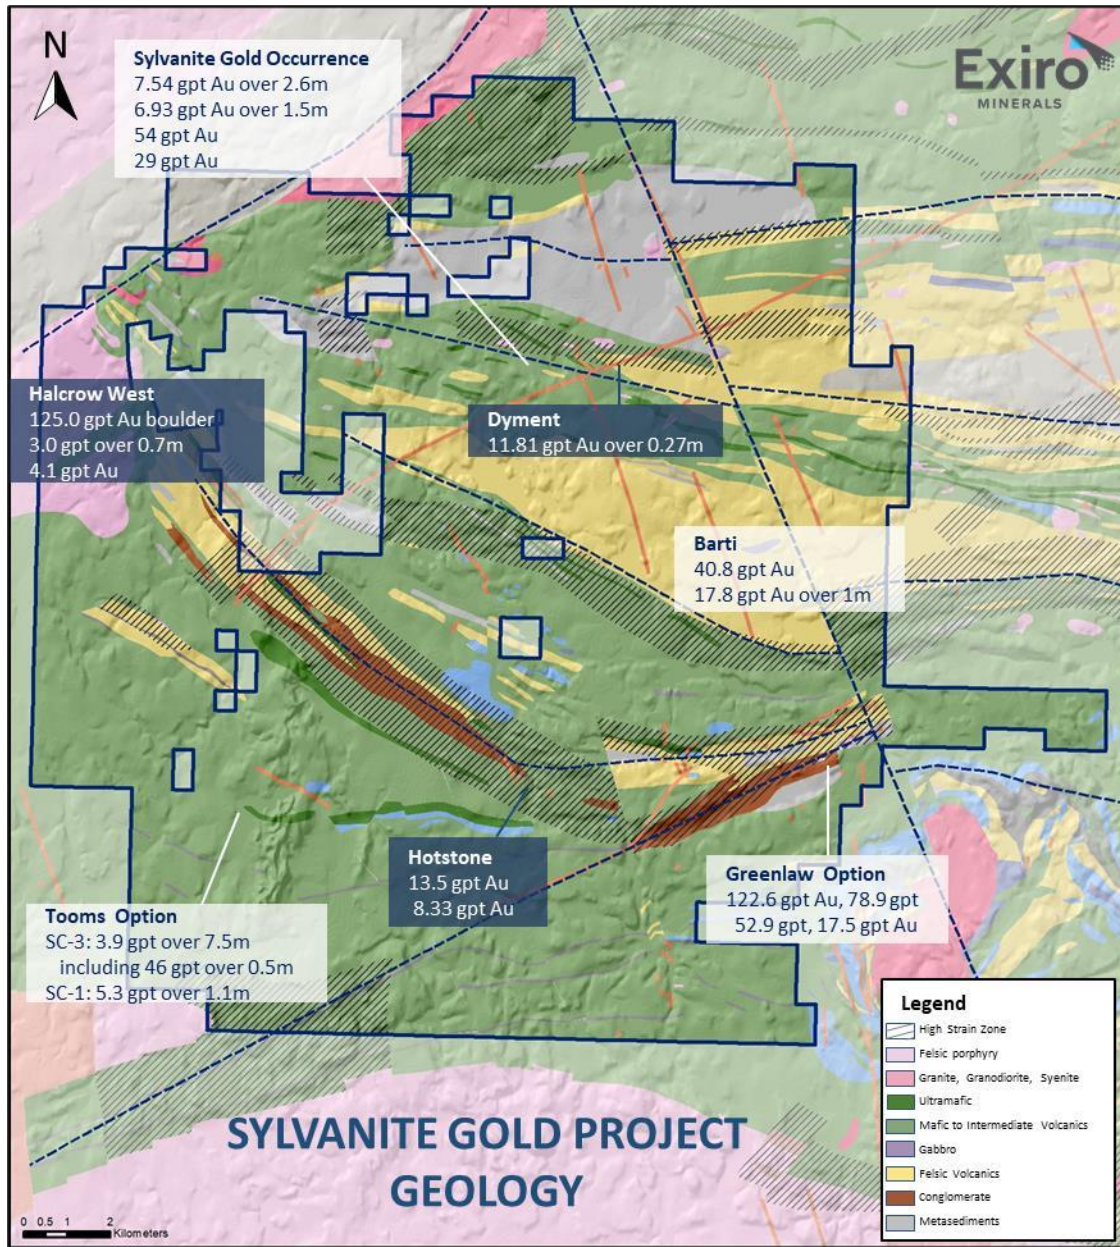 N
Exiro
MINERALS
Sylvanite Gold Occurrence
7.54 gpt Au over 2.6m
6.93 gpt Au over 1.5m
54 gpt Au
29 gpt Au
Halcrow West
125.0 gpt Au boulder
3.0 gpt over 0.7m
4.1 gpt Au
Dyment
11.81 gpt Au over 0.27m
Barti
40.8 gpt Au
17.8 gpt Au over 1m
Hotstone
13.5 gpt Au
8.33 gpt Au
Greenlaw Option
122.6 gpt Au, 78.9 gpt
52.9 gpt, 17.5 gpt Au
Tooms Option
SC-3: 3.9 gpt over 7.5m
including 46 gpt over 0.5m
SC-1: 5.3 gpt over 1.1m
Legend
High Strain Zone
Felsic porphyry
Granite, Granodiorite, Syenite
Ultramafic
Mafic to Intermediate Volcanics
Gabbro
Felsic Volcanics
Conglomerate
Metasediments
SYLVANITE GOLD PROJECT
GEOLOGY
0 0.5 1 2
Kilometers